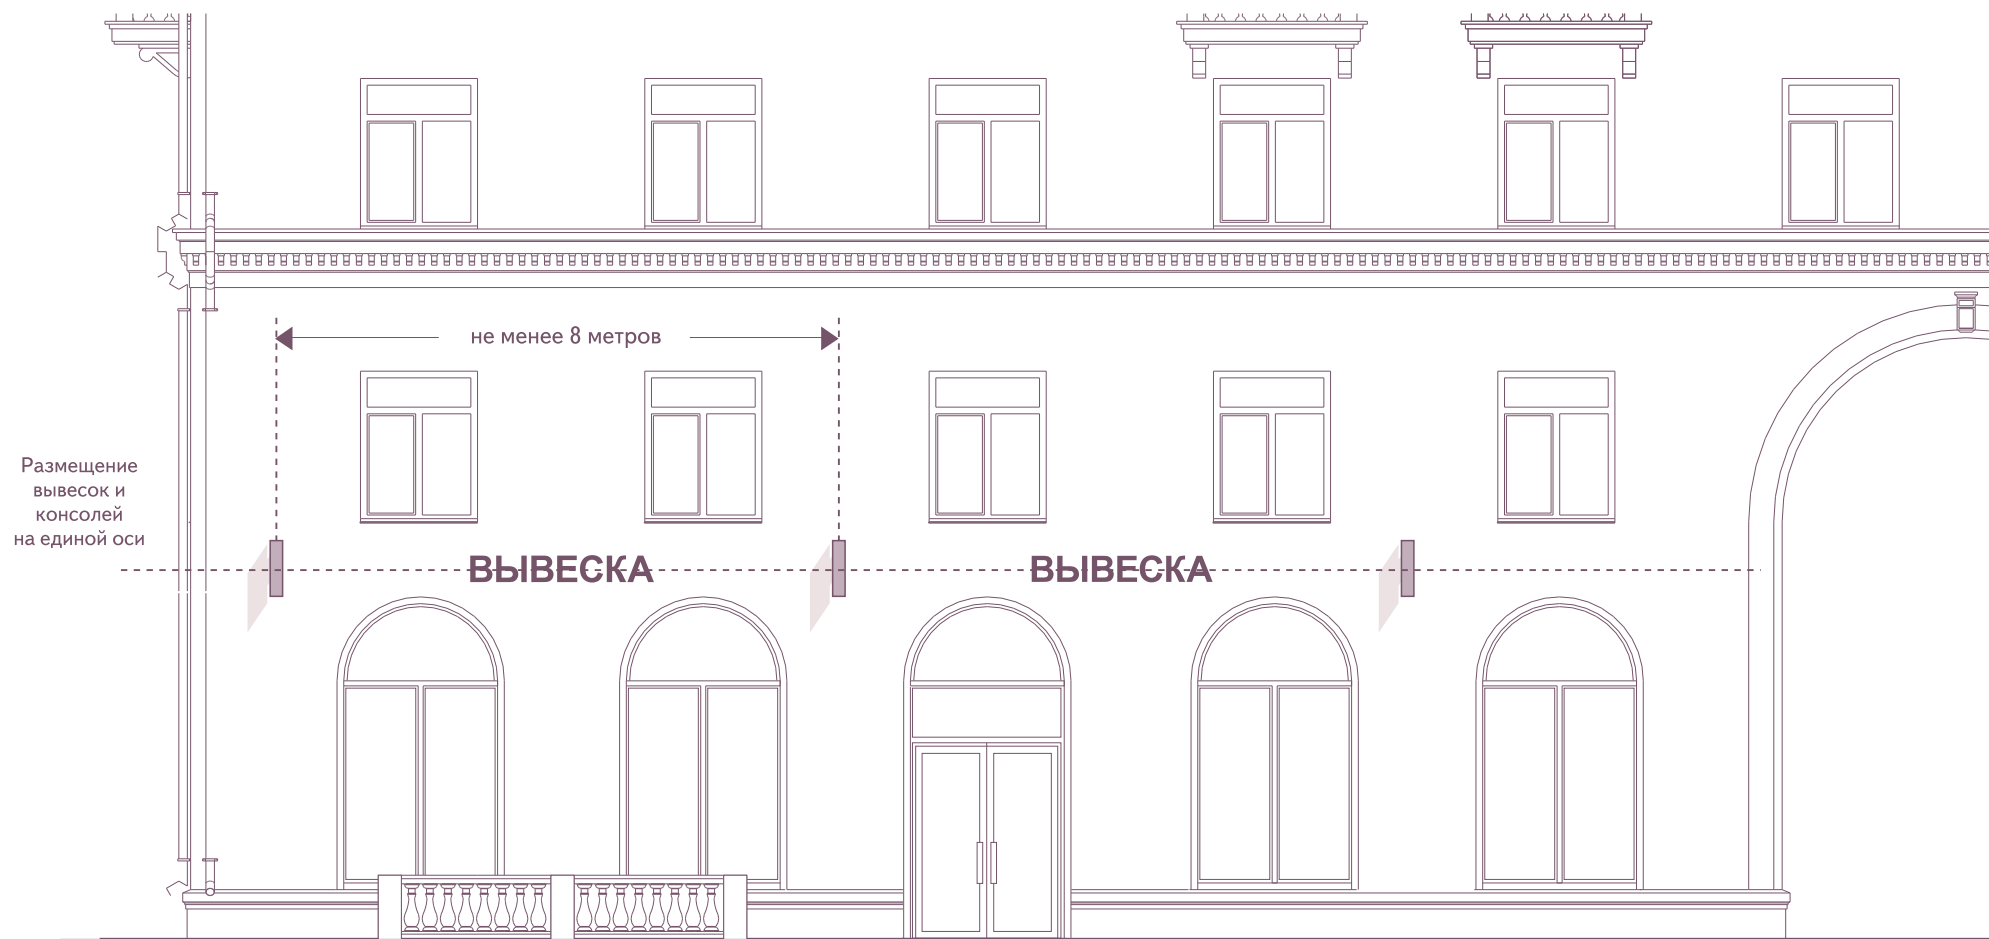 не менее 8 метров
Размещение
вывесок и
консолей
на единой оси
ВЫВЕСКА
ВЫВЕСКА